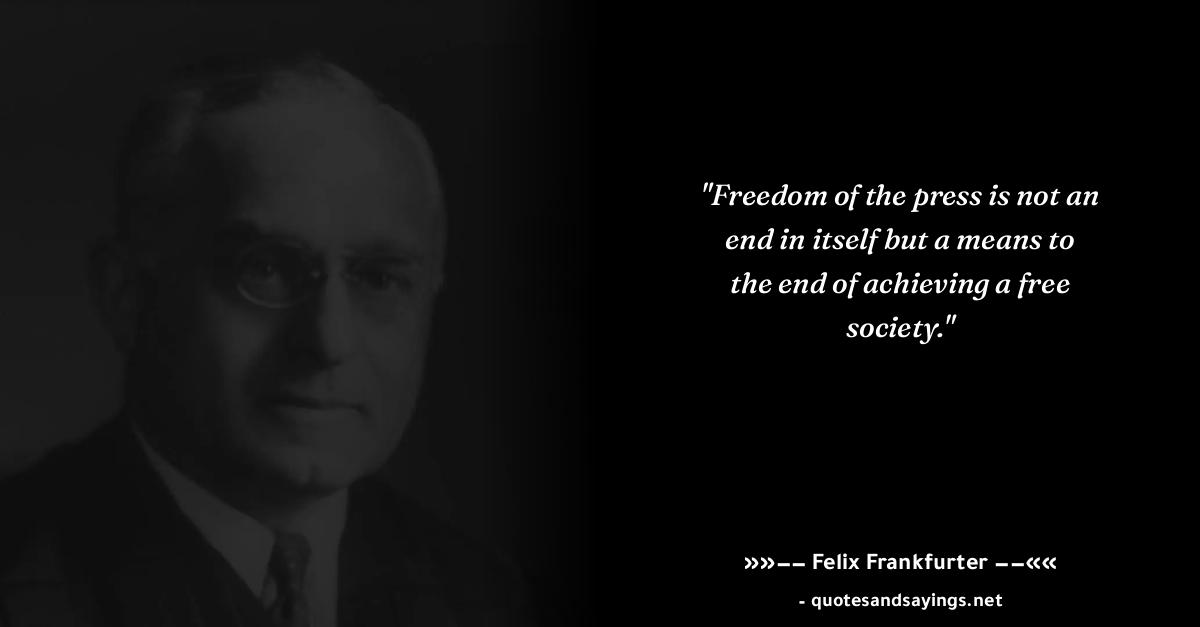 "Freedom of the press is not an
end in itself but a means to
the end of achieving a free
society."
»»–– Felix Frankfurter ––««
- quotesandsayings.net